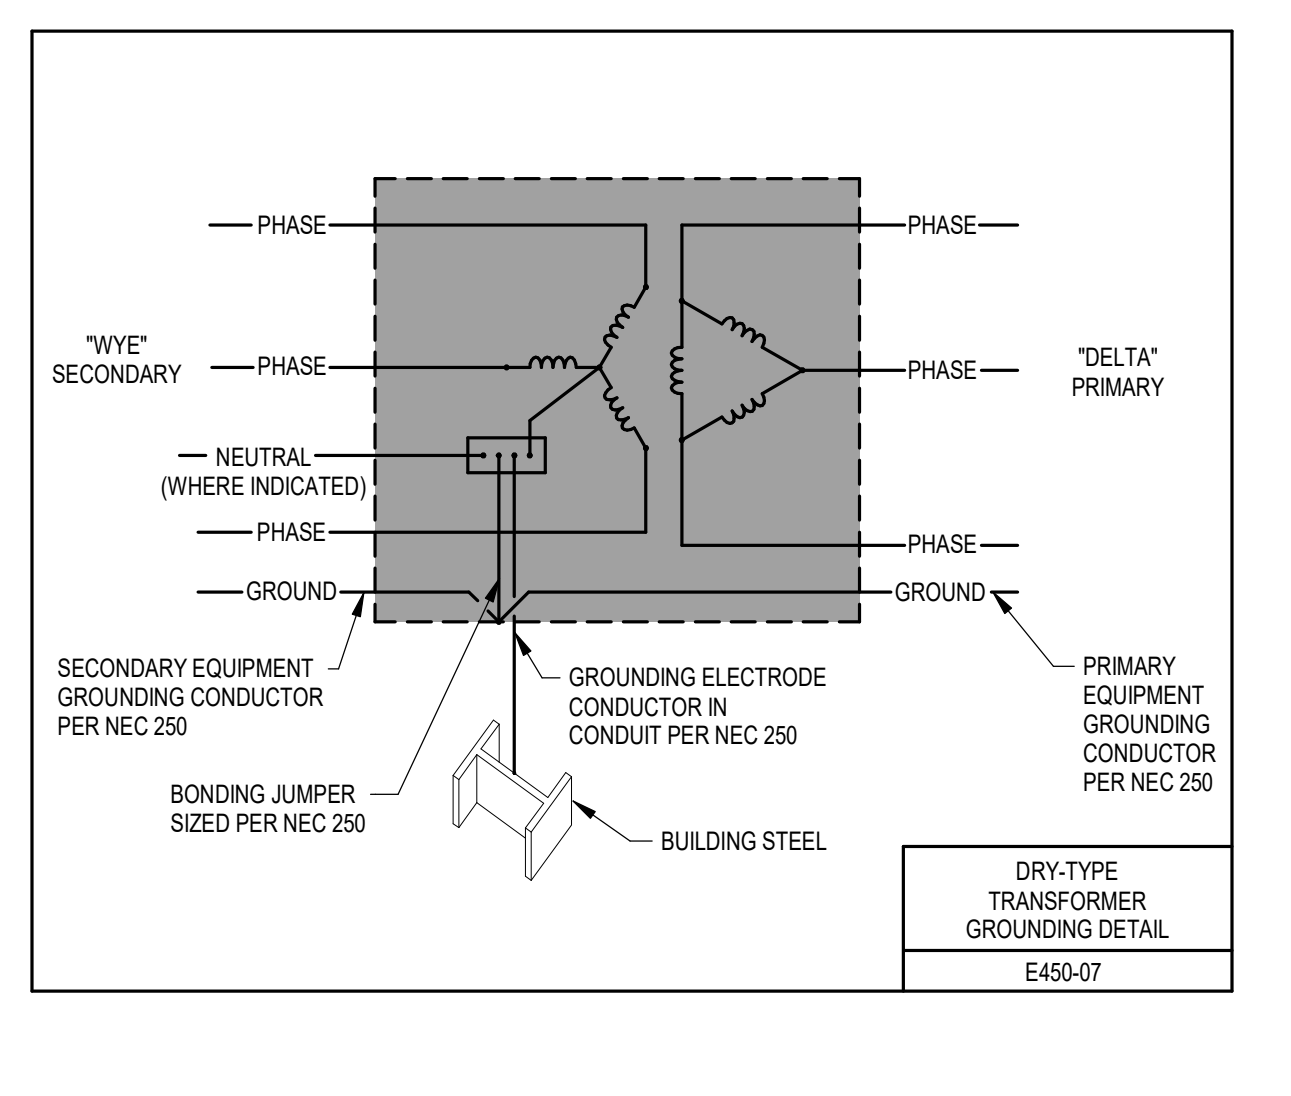 PHASE
PHASE
"WYE"
SECONDARY
PHASE
PHASE
"DELTA"
PRIMARY
NEUTRAL
(WHERE INDICATED)
PHASE
PHASE
GROUND
GROUND
SECONDARY EQUIPMENT
GROUNDING CONDUCTOR
PER NEC 250
GROUNDING ELECTRODE
CONDUCTOR IN
CONDUIT PER NEC 250
PRIMARY
EQUIPMENT
GROUNDING
CONDUCTOR
PER NEC 250
BONDING JUMPER
SIZED PER NEC 250
BUILDING STEEL
DRY-TYPE
TRANSFORMER
GROUNDING DETAIL
E450-07